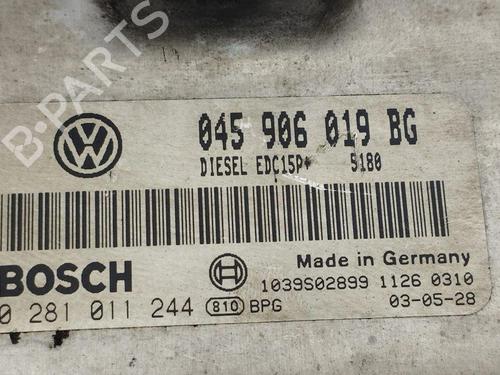 B-PARTS
045 906 019 BG
DIESEL EDC15P+ 5180
BOSCH
Made in Germany
1039S02899 1126 0310
0 281 011 244 810 BPG 03-05-28